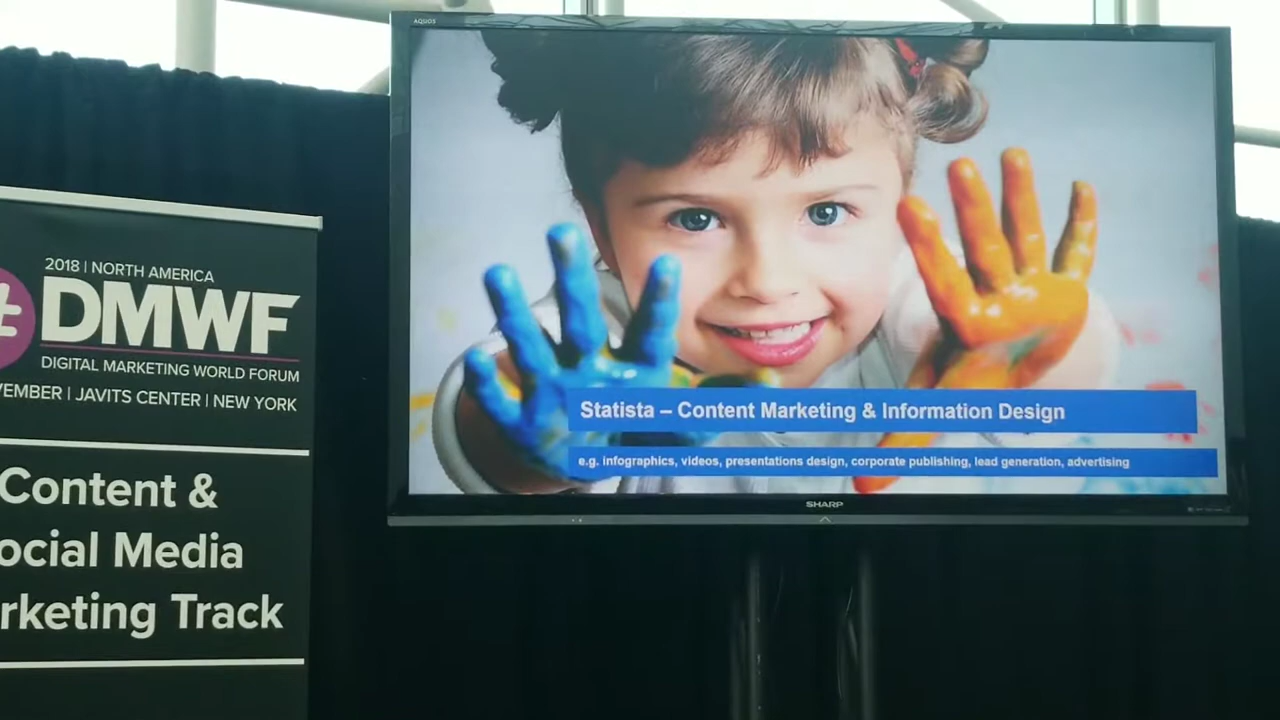 AQUOS
2018 | NORTH AMERICA
#
DMWF
DIGITAL MARKETING WORLD FORUM
VEMBER | JAVITS CENTER | NEW YORK
Content &
ocial Media
rketing Track
Statista – Content Marketing & Information Design
e.g. infographics, videos, presentations design, corporate publishing, lead generation, advertising
SHARP